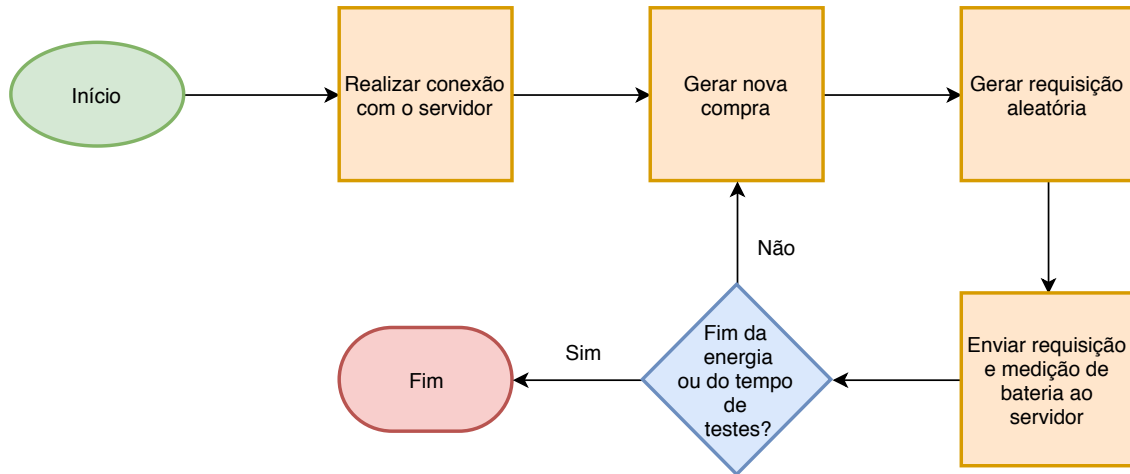 Início
Realizar conexão
com o servidor
Gerar nova
compra
Gerar requisição
aleatória
Não
Enviar requisição
e medição de
bateria ao
servidor
Fim da
energia
ou do tempo
de
testes?
Sim
Fim